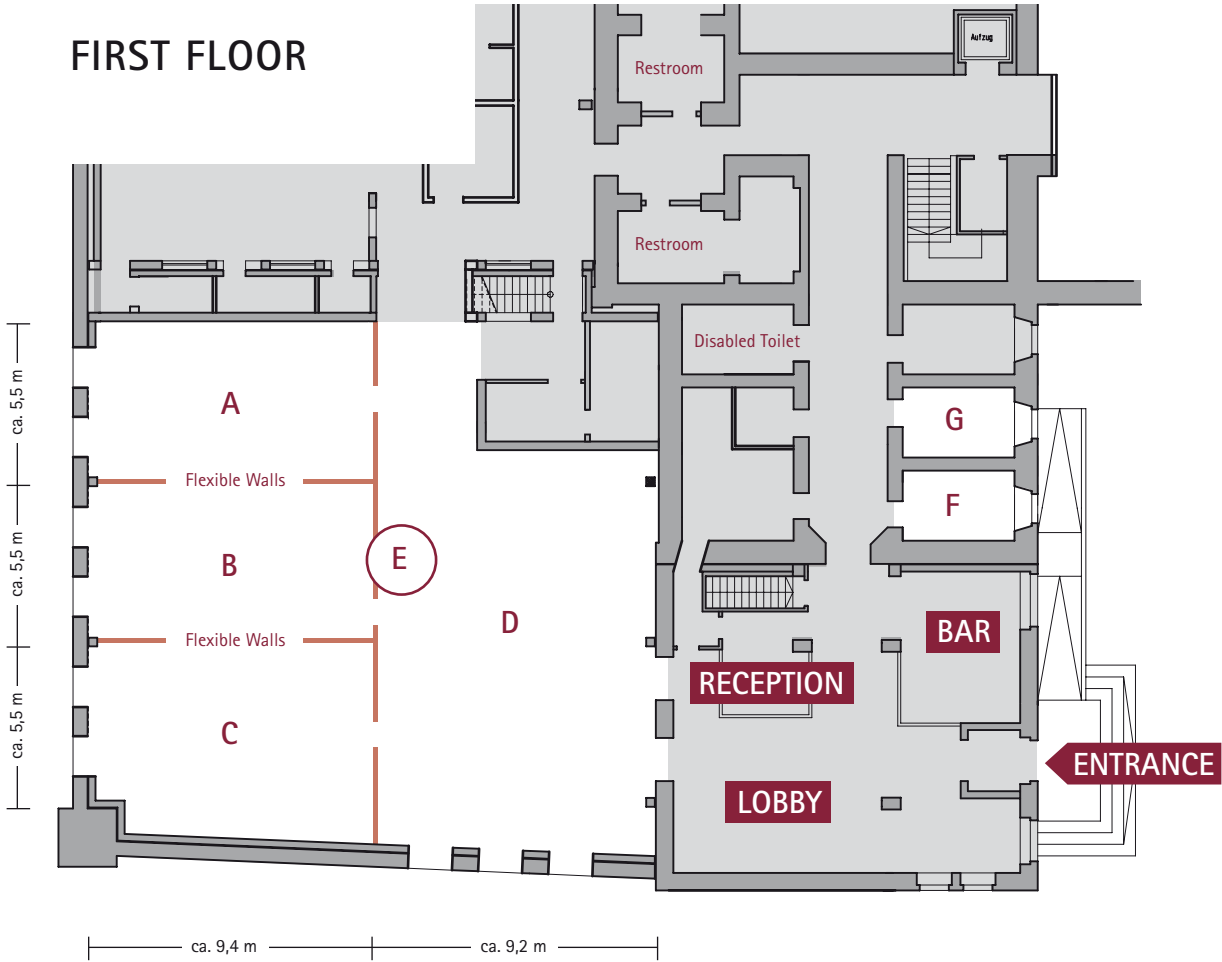 FIRST FLOOR
Aufzug
Restroom
Restroom
Disabled Toilet
ca. 5,5 m
A
G
Flexible Walls
F
ca. 5,5 m
B
E
D
BAR
Flexible Walls
RECEPTION
ca. 5,5 m
C
ENTRANCE
LOBBY
ca. 9,4 m
ca. 9,2 m